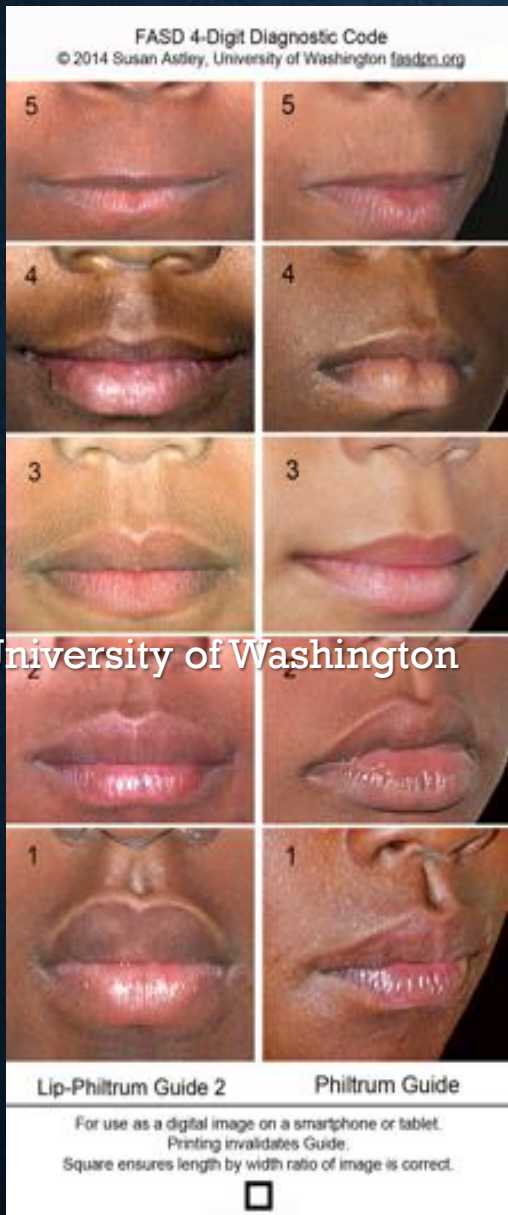 FASD 4-Digit Diagnostic Code
© 2014 Susan Astley, University of Washington fasdpn.org
5 5
4 4
3 3
University of Washington
2 2
1 1
Lip-Philtrum Guide 2 Philtrum Guide
For use as a digital image on a smartphone or tablet.
Printing invalidates Guide.
Square ensures length by width ratio of image is correct.